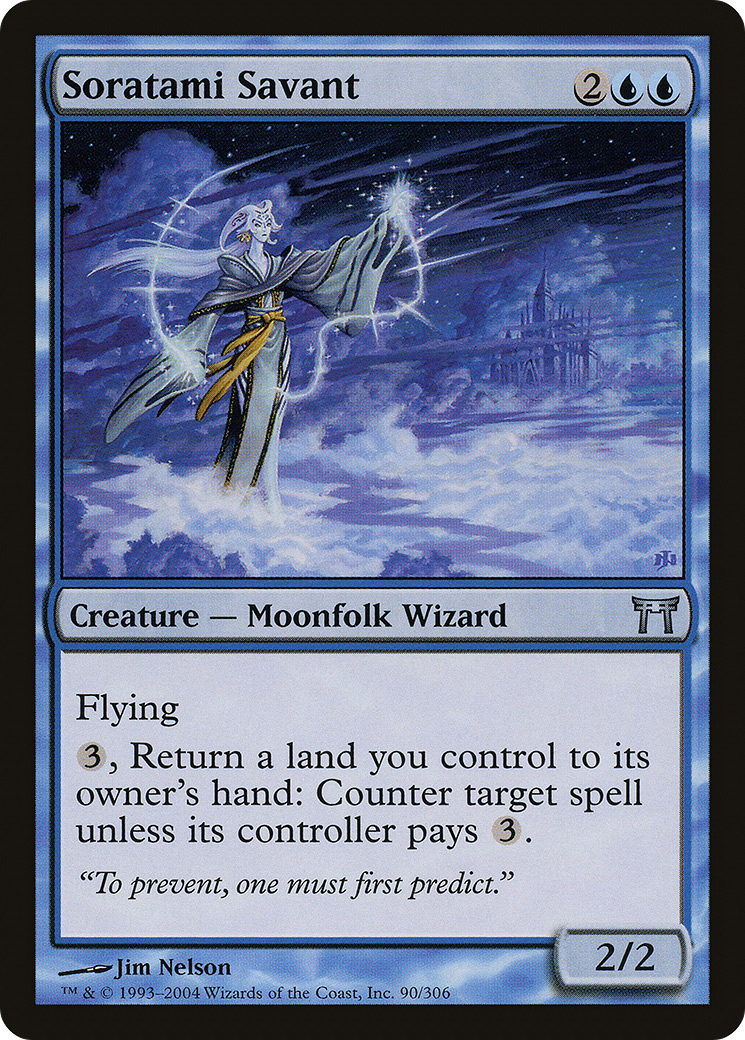 Soratami Savant 2
Creature — Moonfolk Wizard
Flying
3, Return a land you control to its
owner's hand: Counter target spell
unless its controller pays 3.
“To prevent, one must first predict.”
2/2
Jim Nelson
™ & © 1993–2004 Wizards of the Coast, Inc. 90/306